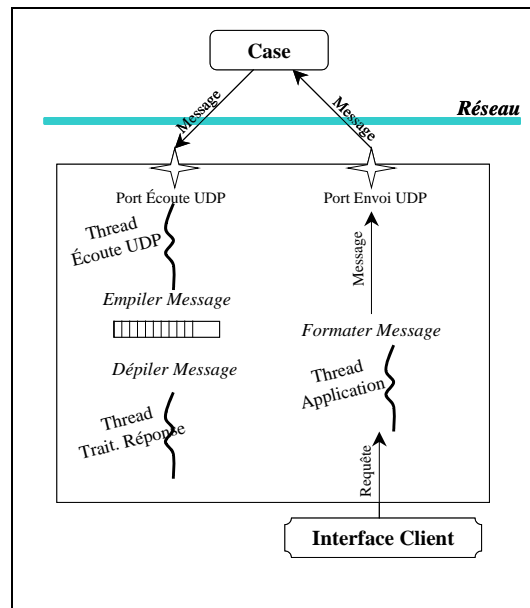 Case
Message
Message
Réseau
Port Écoute UDP
Port Envoi UDP
Thread
Écoute UDP
Message
Empiler Message
Formater Message
Dépiler Message
Thread
Application
Thread
Trait. Réponse
Requête
Interface Client